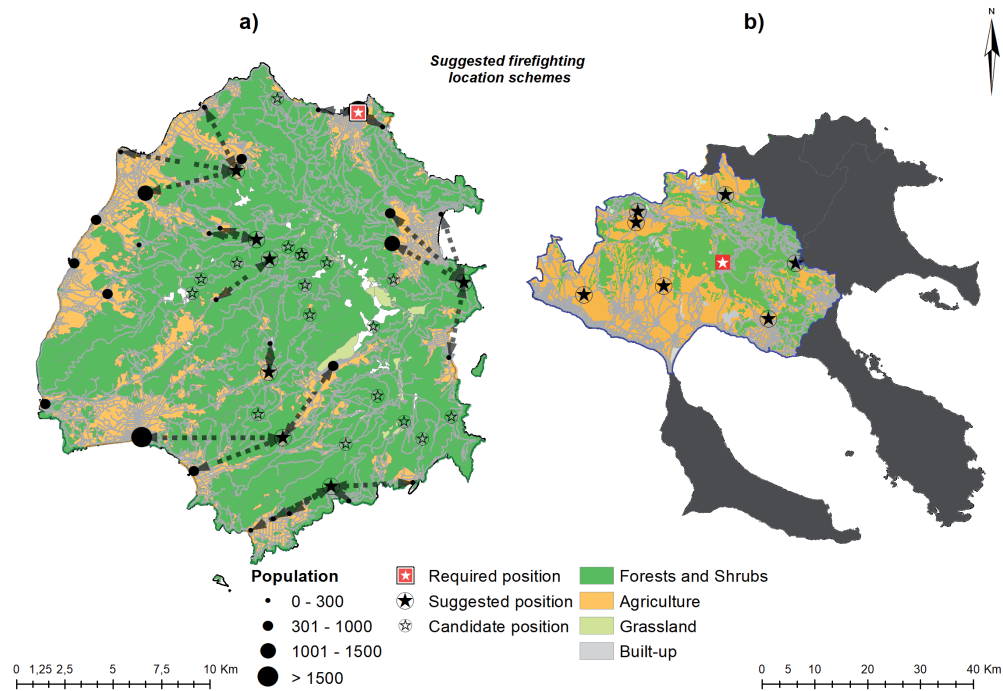 a)
b)
N
Suggested firefighting
location schemes
Population
0 - 300
301 - 1000
1001 - 1500
> 1500
Required position
Suggested position
Candidate position
Forests and Shrubs
Agriculture
Grassland
Built-up
0 1,25 2,5 5 7,5 10 Km
0 5 10 20 30 40 Km